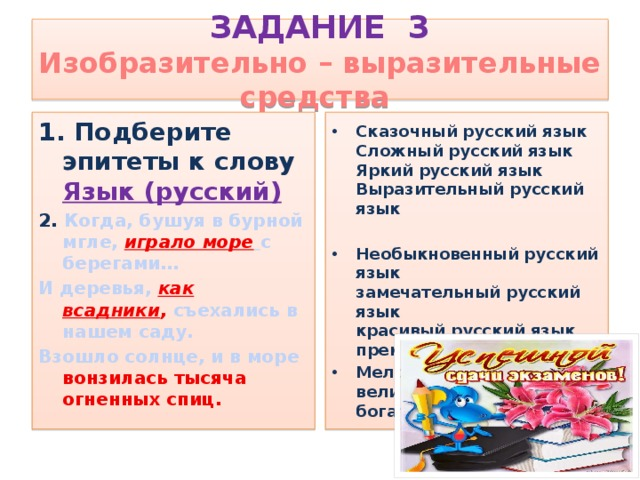 ЗАДАНИЕ 3
Изобразительно – выразительные
средства
1. Подберите
эпитеты к слову
Язык (русский)
2. Когда, бушуя в бурной
мгле, играло море с
берегами…
И деревья, как
всадники, съехались в
нашем саду.
Взошло солнце, и в море
вонзилась тысяча
огненных спиц.
• Сказочный русский язык
Сложный русский язык
Яркий русский язык
Выразительный русский
язык
• Необыкновенный русский
язык
замечательный русский
язык
красивый русский язык
Успешной
сдачи экзаменов!